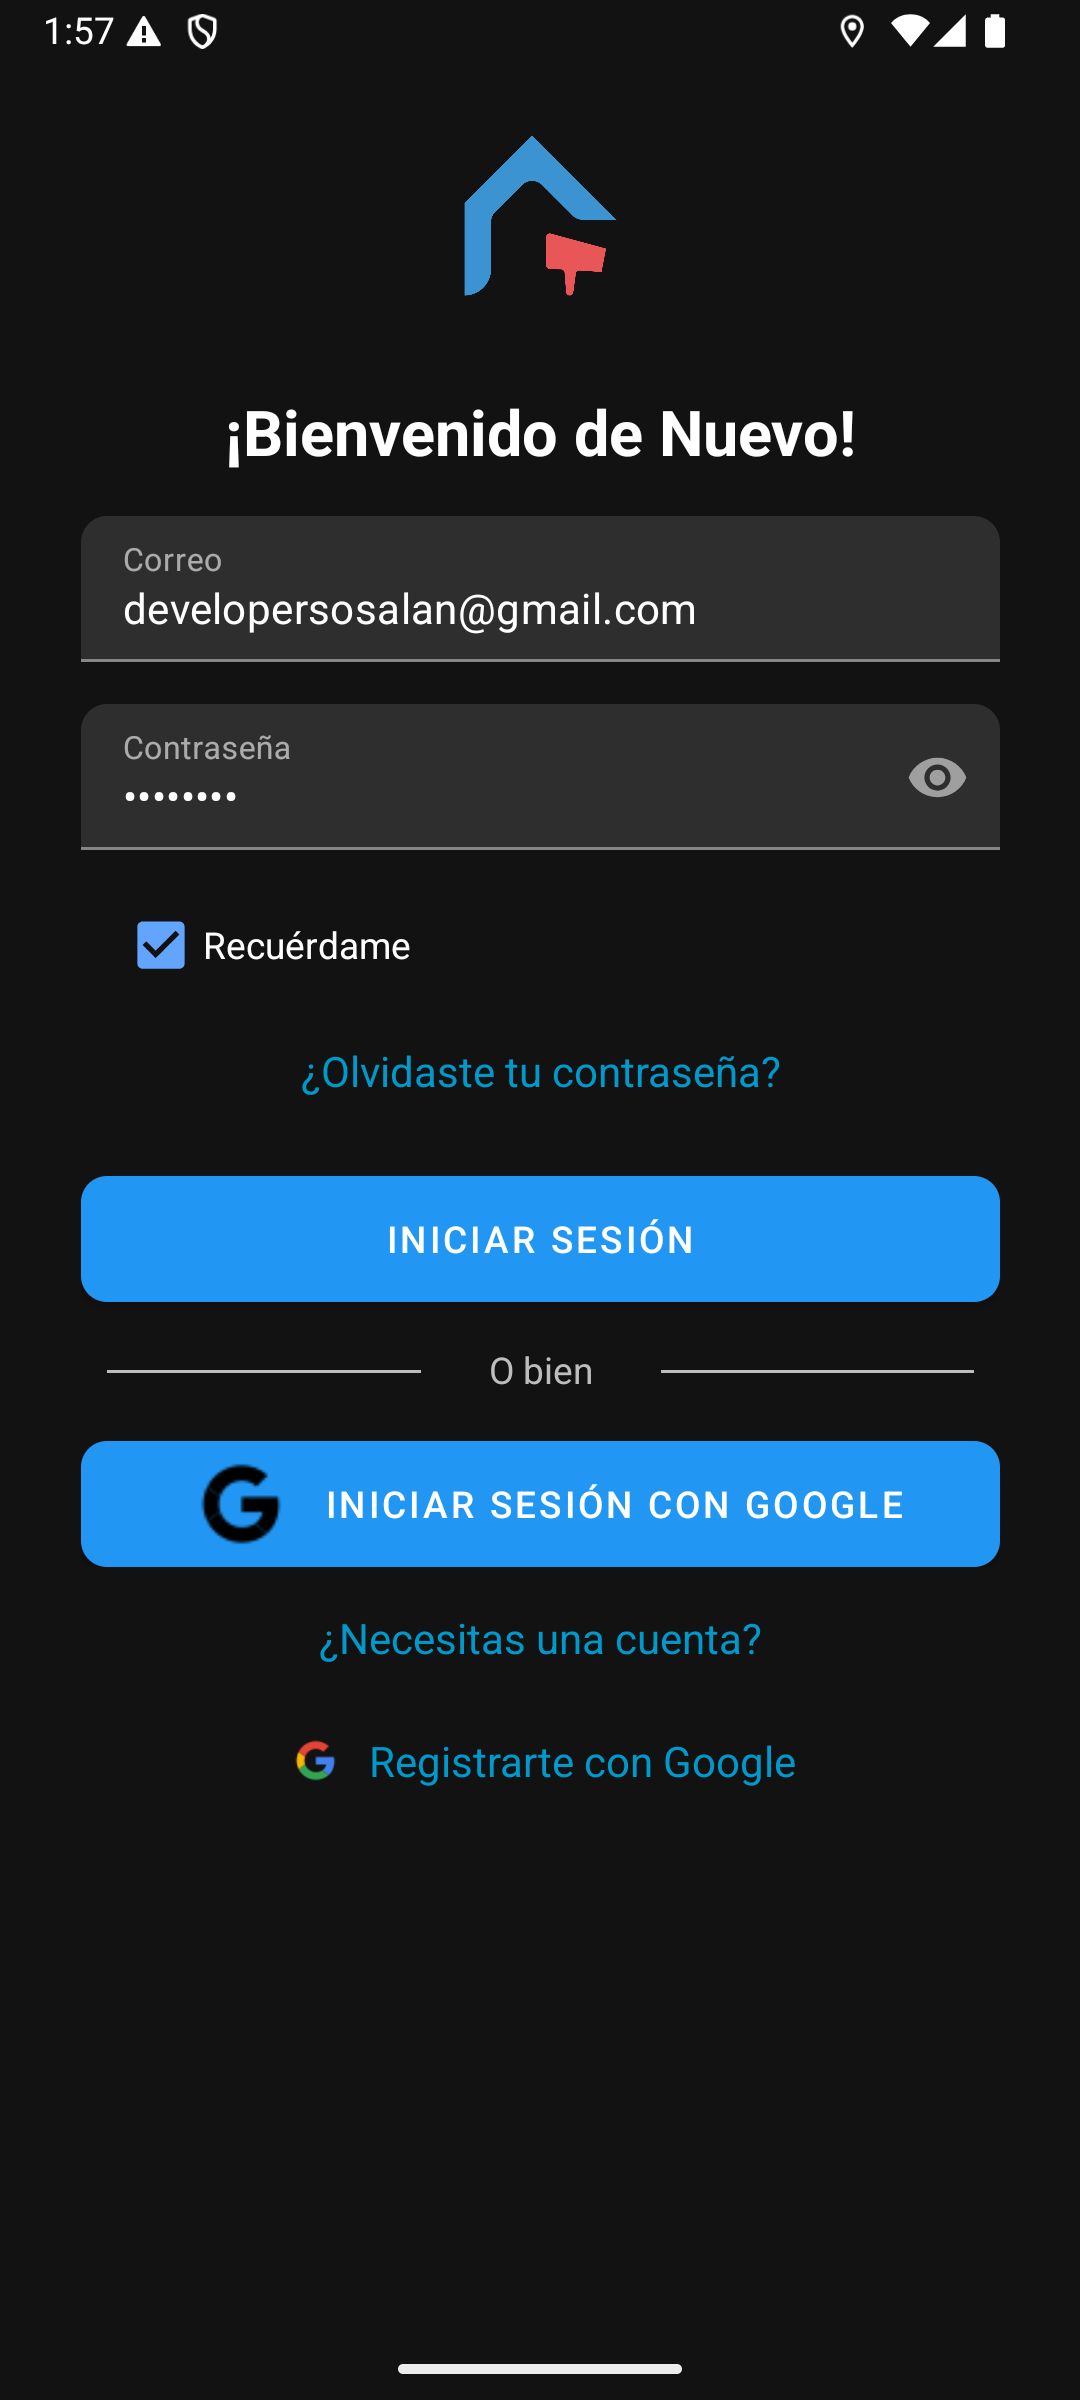 1:57
¡Bienvenido de Nuevo!
Correo
developersosalan@gmail.com
Contraseña
••••••••
Recuérdame
¿Olvidaste tu contraseña?
INICIAR SESIÓN
O bien
INICIAR SESIÓN CON GOOGLE
¿Necesitas una cuenta?
Registrarte con Google